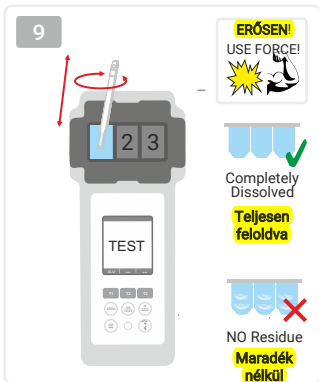 9
ERŐSEN!
USE FORCE!
2 3
TEST
Completely
Dissolved
Teljesen
feloldva
NO Residue
Maradék
nélkül